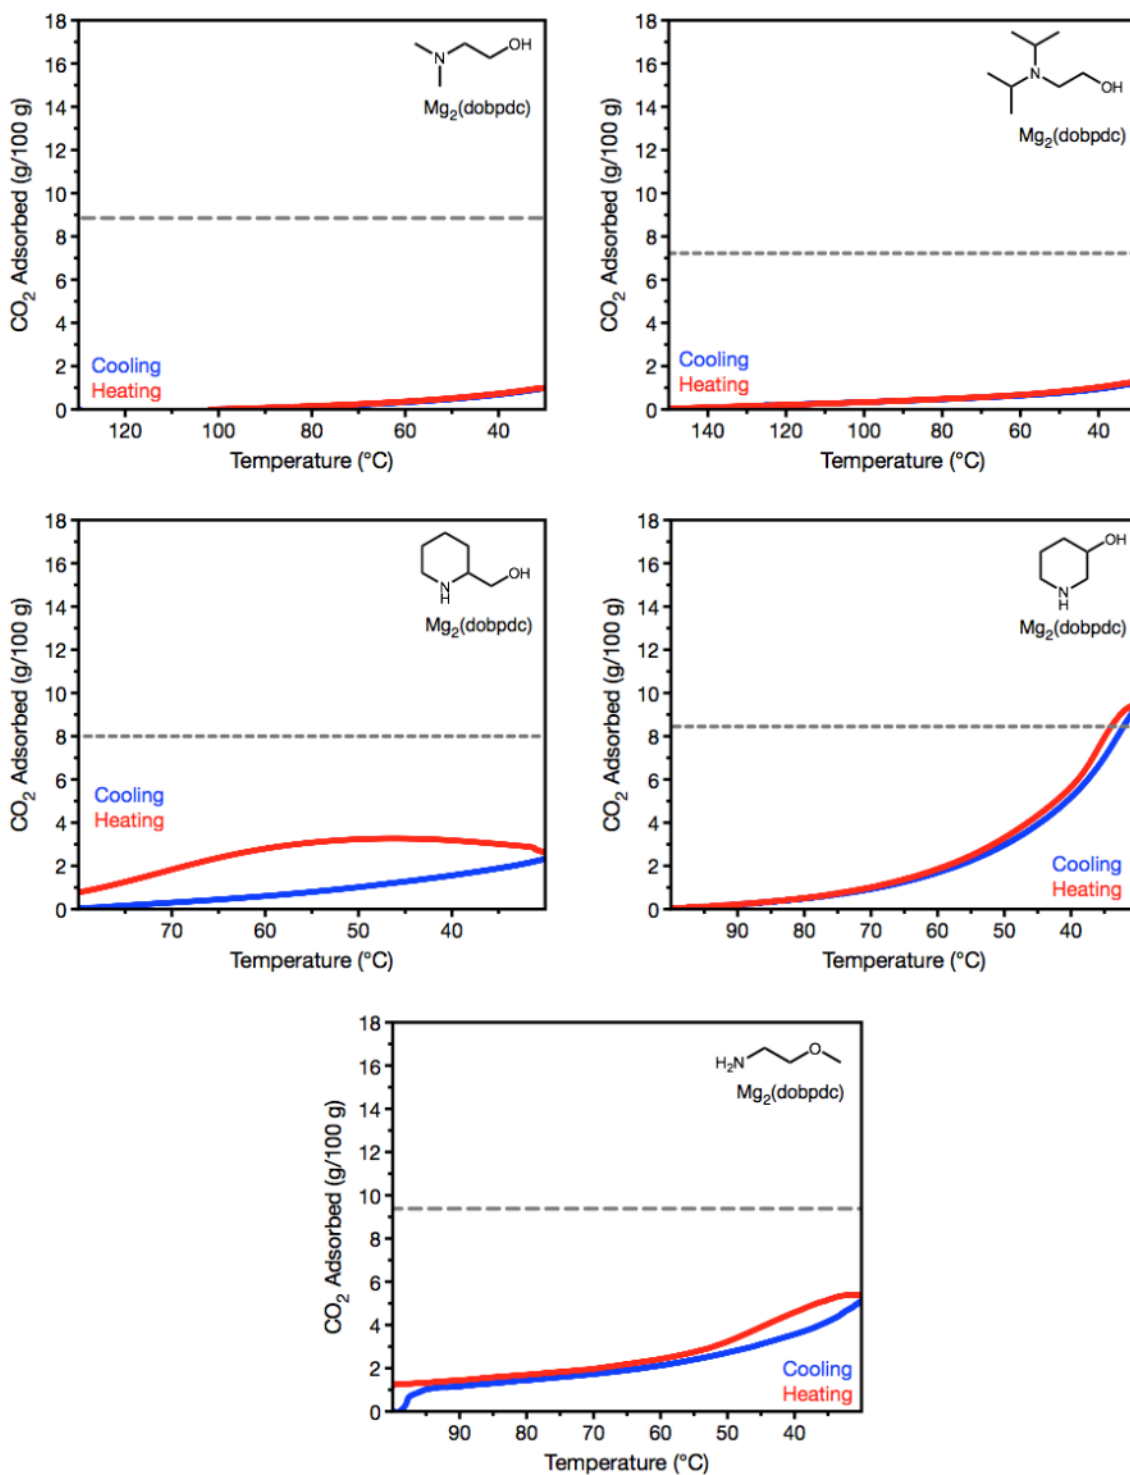 18
16
14
12
10
8
6
4
2
0
CO2 Adsorbed (g/100 g)
N
OH
Mg2(dobpdc)
Cooling
Heating
120 100 80 60 40
Temperature (°C)
18
16
14
12
10
8
6
4
2
0
CO2 Adsorbed (g/100 g)
N
OH
Mg2(dobpdc)
Cooling
Heating
140 120 100 80 60 40
Temperature (°C)
18
16
14
12
10
8
6
4
2
0
CO2 Adsorbed (g/100 g)
N
H
OH
Mg2(dobpdc)
Cooling
Heating
70 60 50 40
Temperature (°C)
18
16
14
12
10
8
6
4
2
0
CO2 Adsorbed (g/100 g)
OH
N
H
Mg2(dobpdc)
Cooling
Heating
90 80 70 60 50 40
Temperature (°C)
18
16
14
12
10
8
6
4
2
0
CO2 Adsorbed (g/100 g)
H2N
O
Mg2(dobpdc)
Cooling
Heating
90 80 70 60 50 40
Temperature (°C)